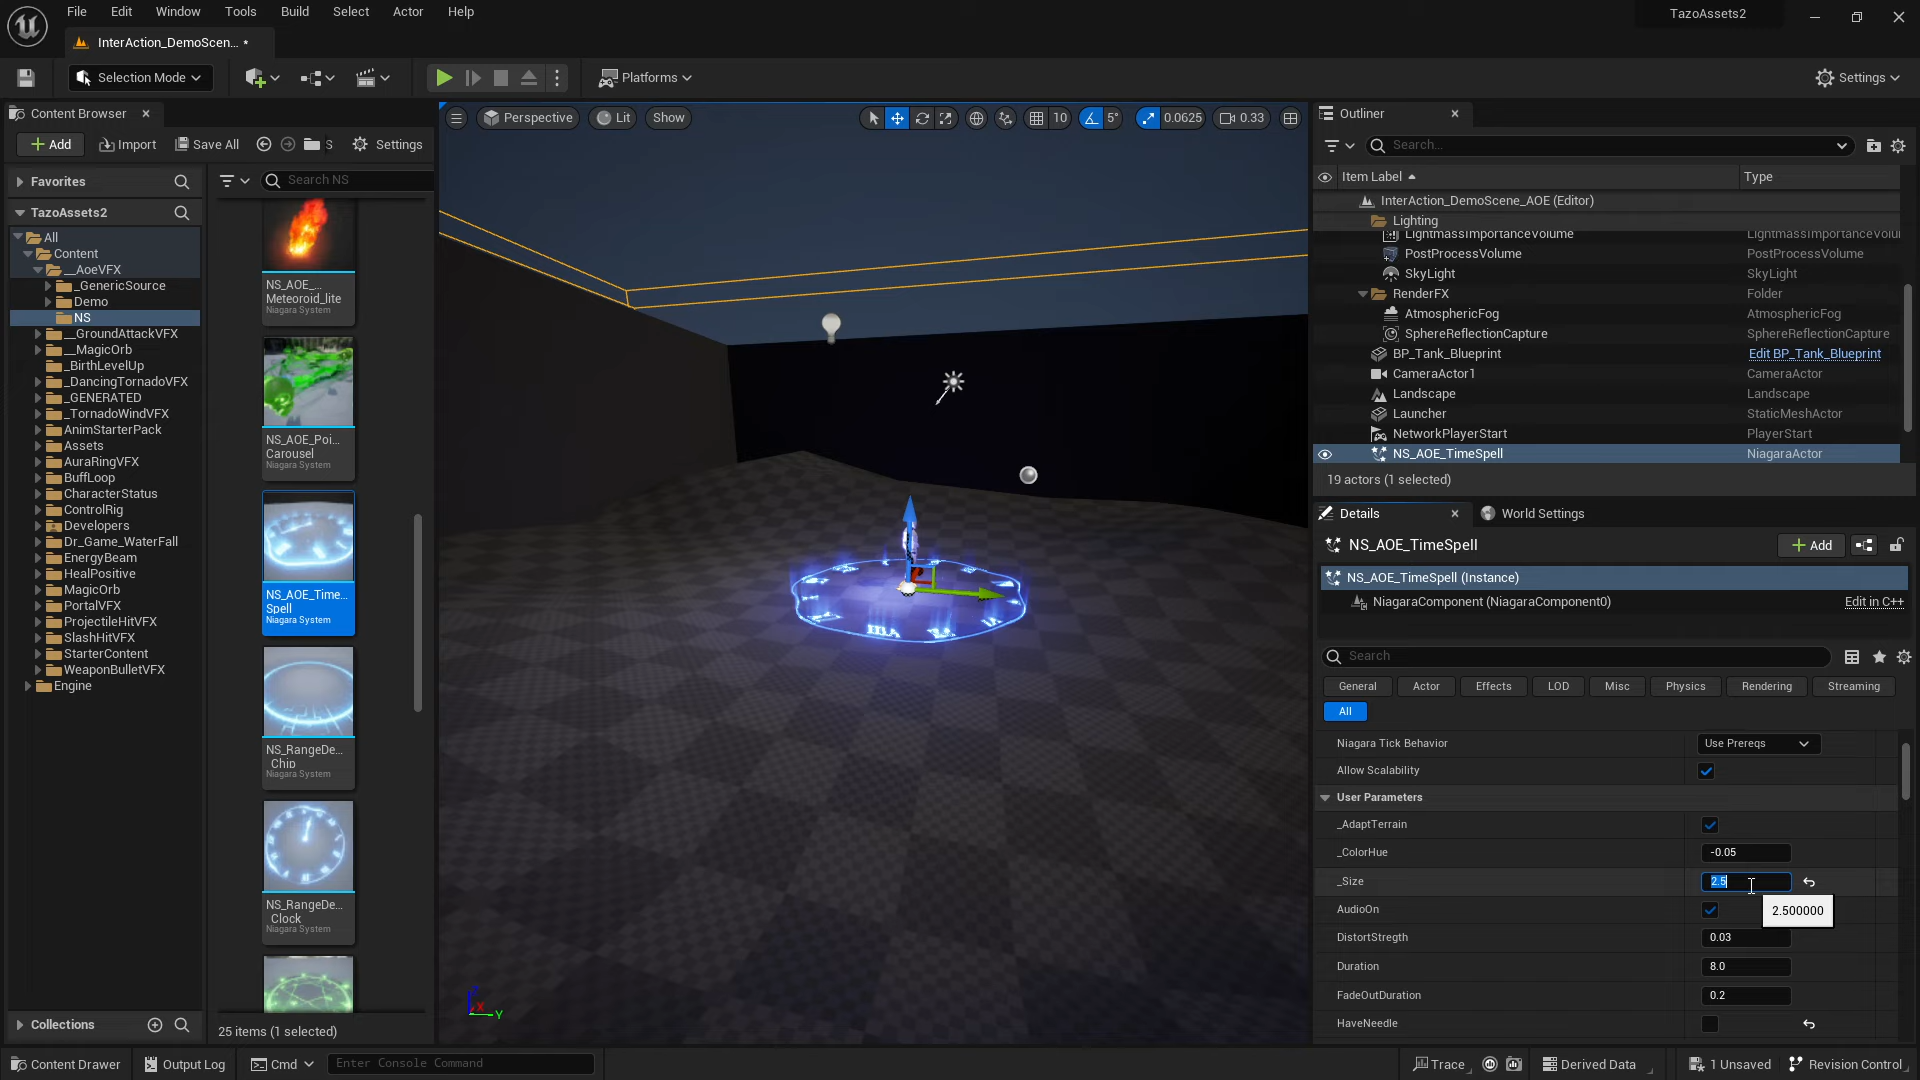 File Edit Window Tools Build Select Actor Help
TazoAssets2
InterAction_DemoScen... *
Selection Mode
Platforms
Settings
Content Browser
Add Import Save All S Settings
Favorites
Search NS
TazoAssets2
All
Content
__AoeVFX
_GenericSource
Demo
NS
__GroundAttackVFX
__MagicOrb
_BirthLevelUp
_DancingTornadoVFX
_GENERATED
_TornadoWindVFX
AnimStarterPack
Assets
AuraRingVFX
BuffLoop
CharacterStatus
ControlRig
Developers
Dr_Game_WaterFall
EnergyBeam
HealPositive
MagicOrb
PortalVFX
ProjectileHitVFX
SlashHitVFX
StarterContent
WeaponBulletVFX
Engine
Collections
NS_AOE_...
Meteoroid_lite
Niagara System
NS_AOE_Poi...
Carousel
Niagara System
NS_AOE_Time...
Spell
Niagara System
NS_RangeDe...
_Chip
Niagara System
NS_RangeDe...
_Clock
Niagara System
25 items (1 selected)
Perspective Lit Show
10 5° 0.0625 0.33
X Y
Outliner
Search...
Item Label Type
InterAction_DemoScene_AOE (Editor)
Lighting
LightmassImportanceVolume LightmassImportanceVolu
PostProcessVolume PostProcessVolume
SkyLight SkyLight
RenderFX Folder
AtmosphericFog AtmosphericFog
SphereReflectionCapture SphereReflectionCapture
BP_Tank_Blueprint Edit BP_Tank_Blueprint
CameraActor1 CameraActor
Landscape Landscape
Launcher StaticMeshActor
NetworkPlayerStart PlayerStart
NS_AOE_TimeSpell NiagaraActor
19 actors (1 selected)
Details World Settings
NS_AOE_TimeSpell Add
NS_AOE_TimeSpell (Instance)
NiagaraComponent (NiagaraComponent0) Edit in C++
Search
General Actor Effects LOD Misc Physics Rendering Streaming
All
Niagara Tick Behavior Use Prereqs
Allow Scalability
User Parameters
_AdaptTerrain
_ColorHue -0.05
_Size 2.5
AudioOn
2.500000
DistortStregth 0.03
Duration 8.0
FadeOutDuration 0.2
HaveNeedle
Content Drawer Output Log Cmd Enter Console Command
Trace Derived Data 1 Unsaved Revision Control